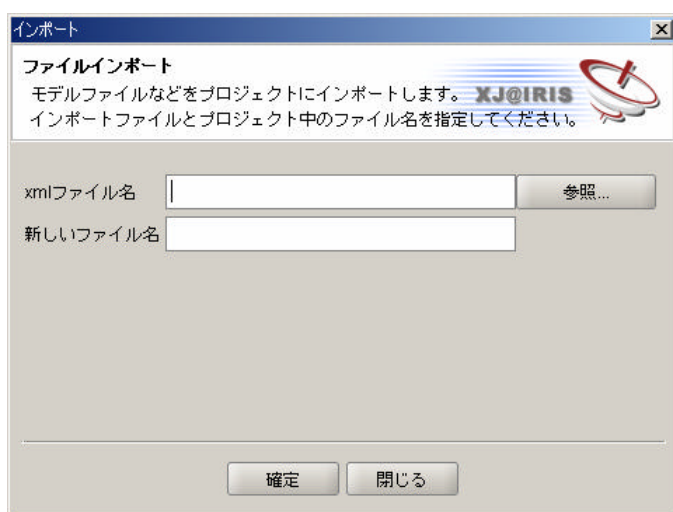 インポート
ファイルインポート
モデルファイルなどをプロジェクトにインポートします。 XJ@IRIS
インポートファイルとプロジェクト中のファイル名を指定してください。
xmlファイル名 参照...
新しいファイル名
確定 閉じる